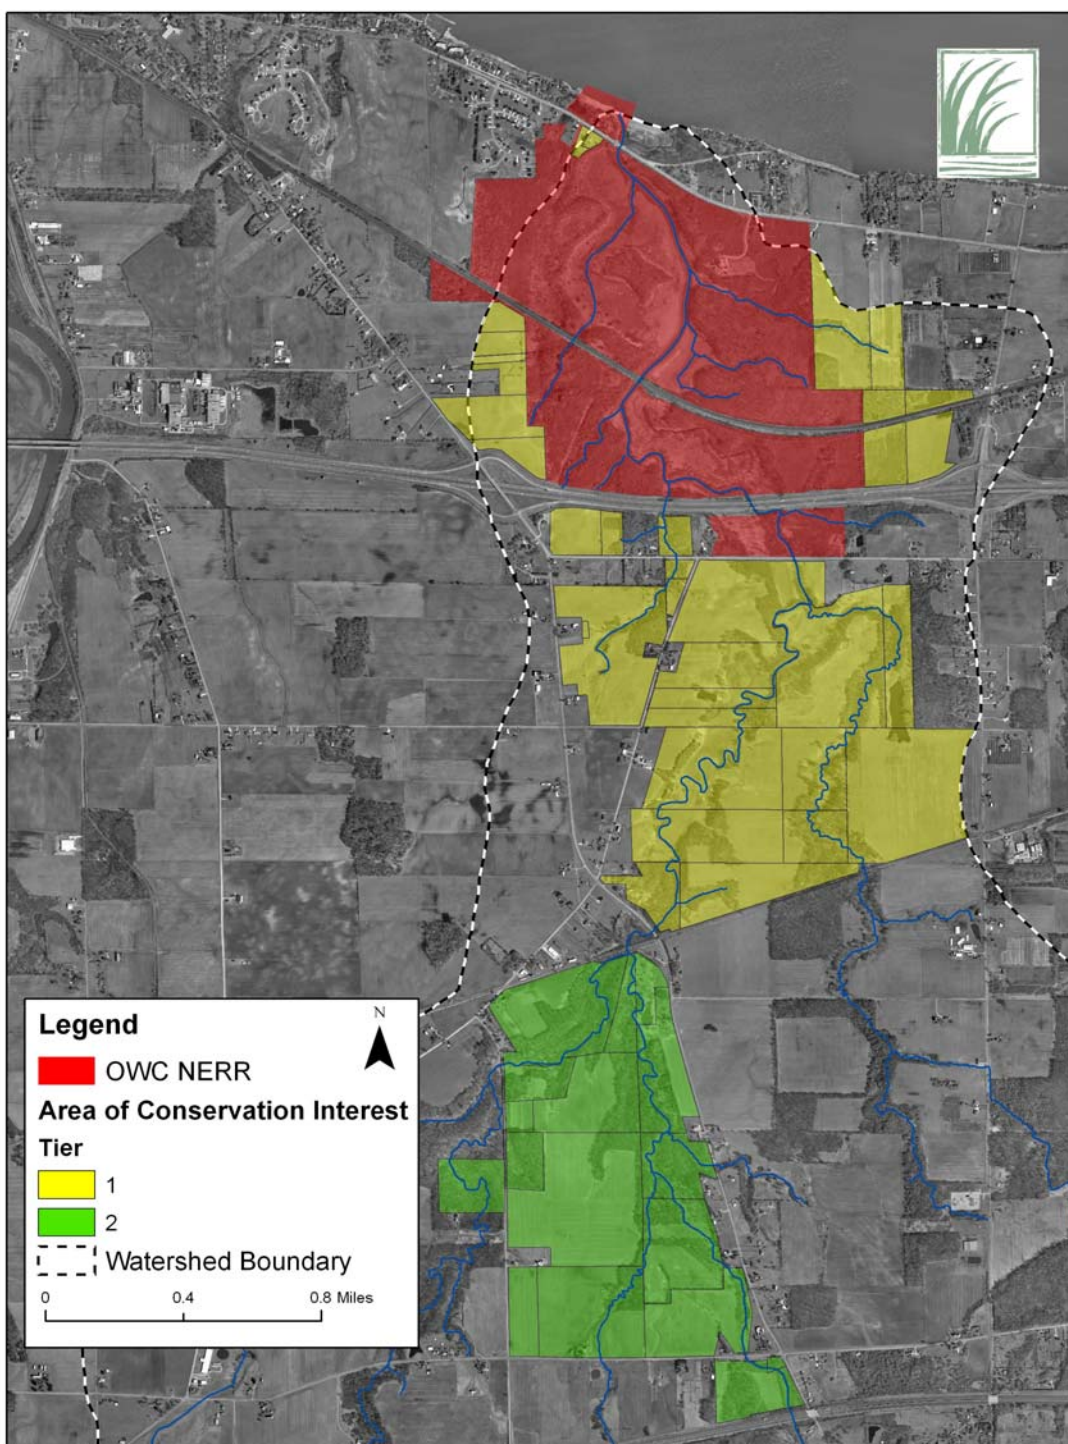 Legend
N
OWC NERR
Area of Conservation Interest
Tier
1
2
Watershed Boundary
0 0.4 0.8 Miles